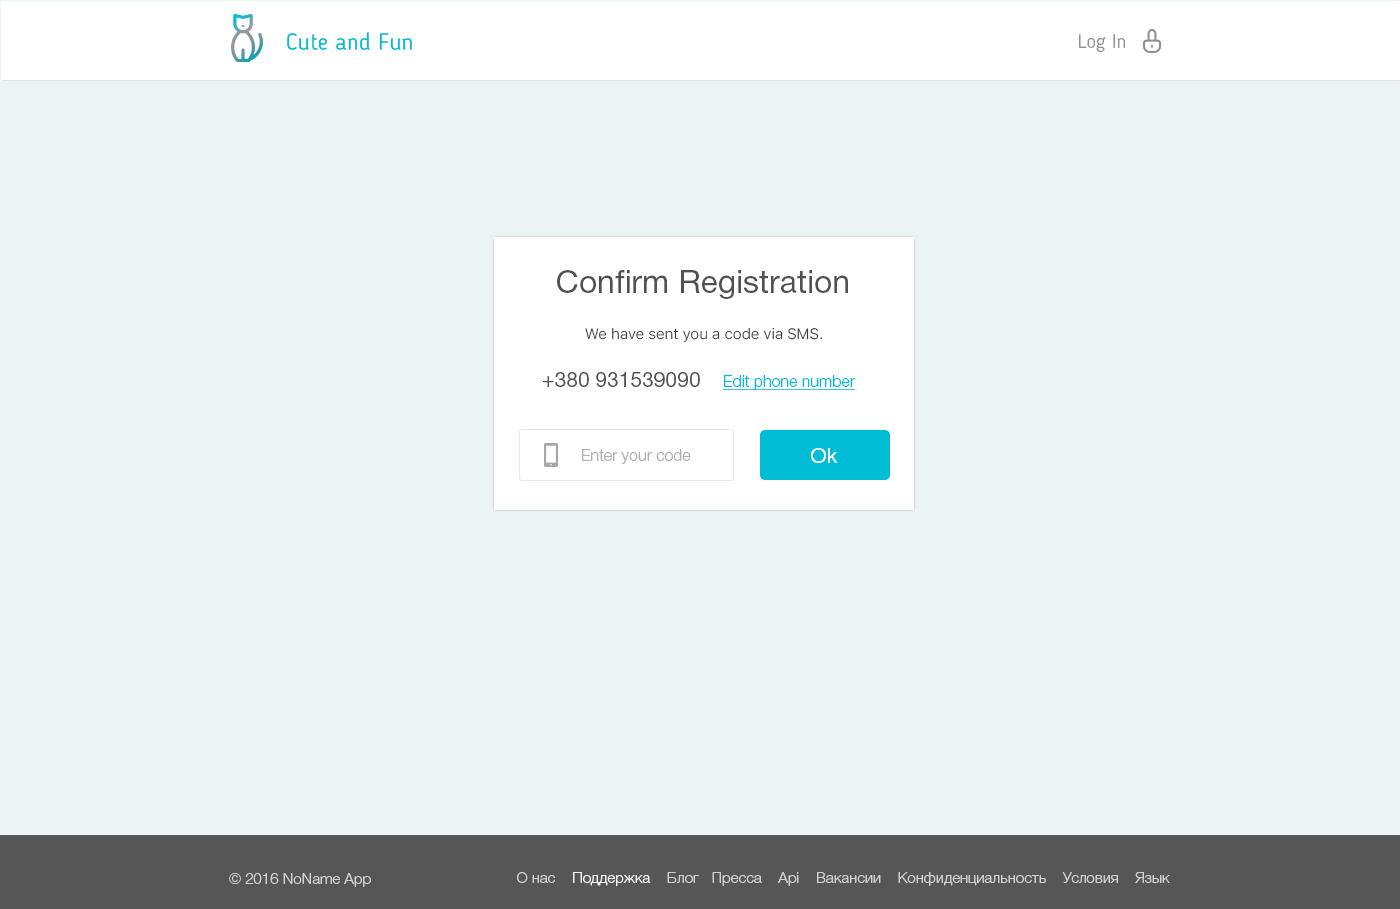 Cute and Fun
Log In
Confirm Registration
We have sent you a code via SMS.
+380 931539090 Edit phone number
Enter your code
Ok
© 2016 NoName App
О нас Поддержка Блог Пресса Api Вакансии Конфиденциальность Условия Язык